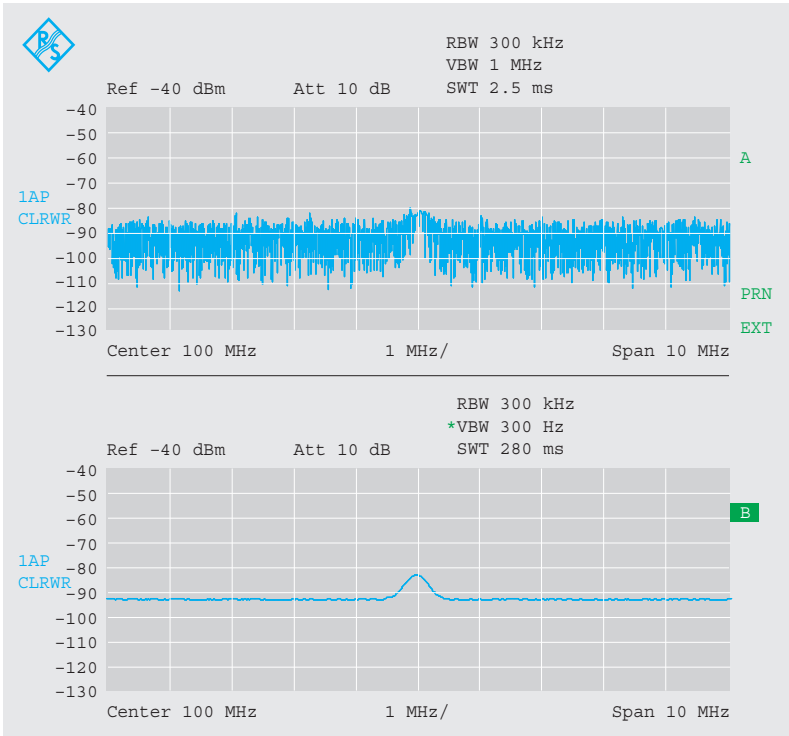 R
S
RBW 300 kHz
VBW 1 MHz
Ref -40 dBm Att 10 dB SWT 2.5 ms
-40
-50
-60
A
-70
1AP
-80
CLRWR
-90
-100
-110
PRN
-120
EXT
-130
Center 100 MHz 1 MHz/ Span 10 MHz
RBW 300 kHz
*VBW 300 Hz
Ref -40 dBm Att 10 dB SWT 280 ms
-40
-50
B
-60
-70
1AP
-80
CLRWR
-90
-100
-110
-120
-130
Center 100 MHz 1 MHz/ Span 10 MHz